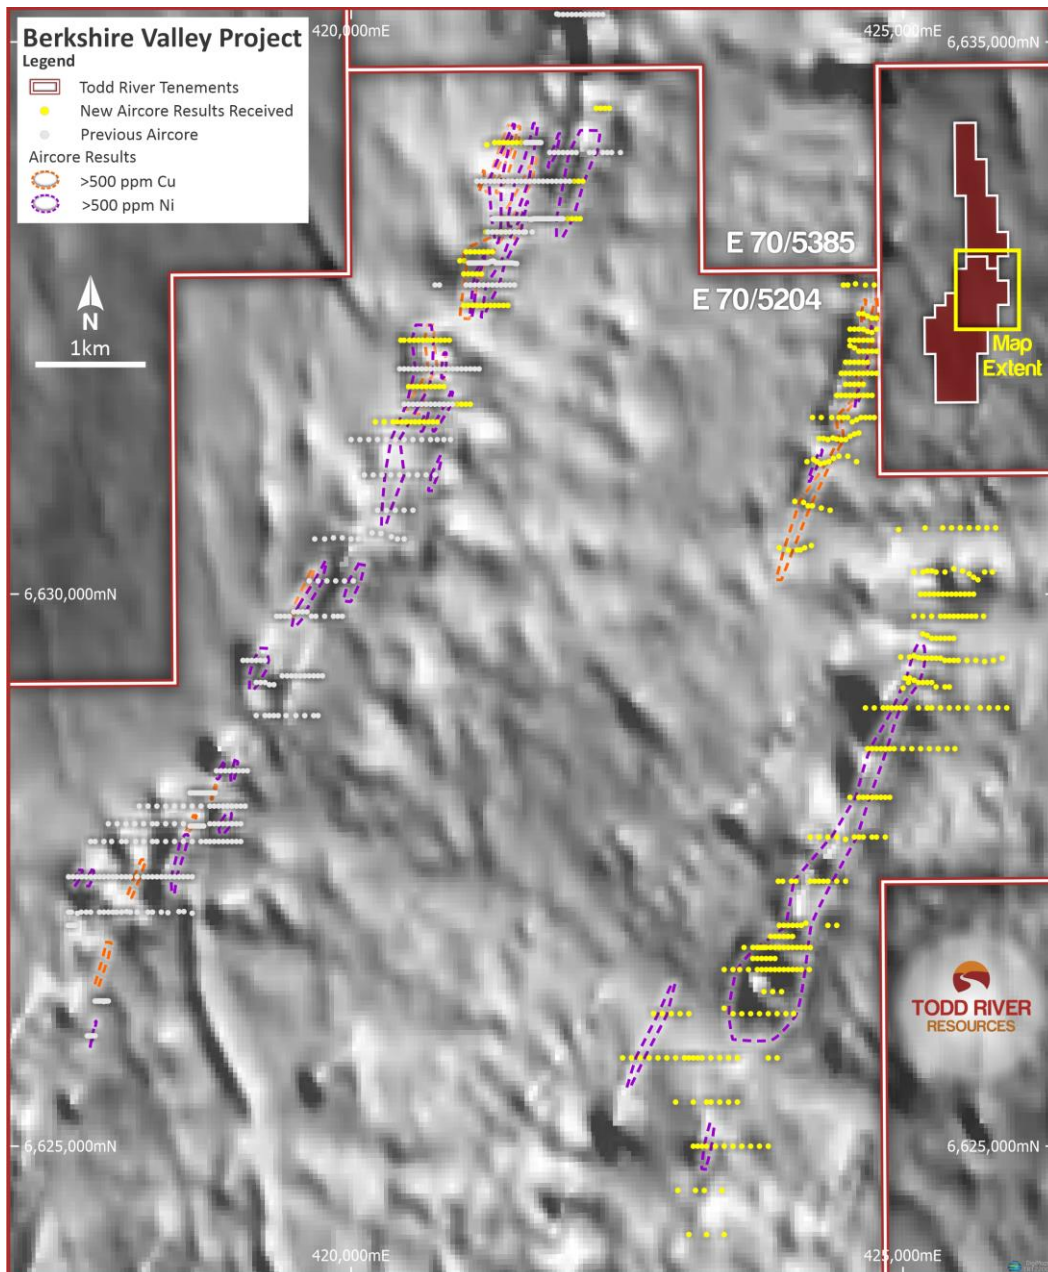 Berkshire Valley Project
Legend
Todd River Tenements
New Aircore Results Received
Previous Aircore
Aircore Results
>500 ppm Cu
>500 ppm Ni
420,000mE
425,000mE
6,635,000mN
N
1km
E 70/5385
E 70/5204
Map
Extent
6,630,000mN
TODD RIVER
RESOURCES
6,625,000mN
6,625,000mN
420,000mE
425,000mE